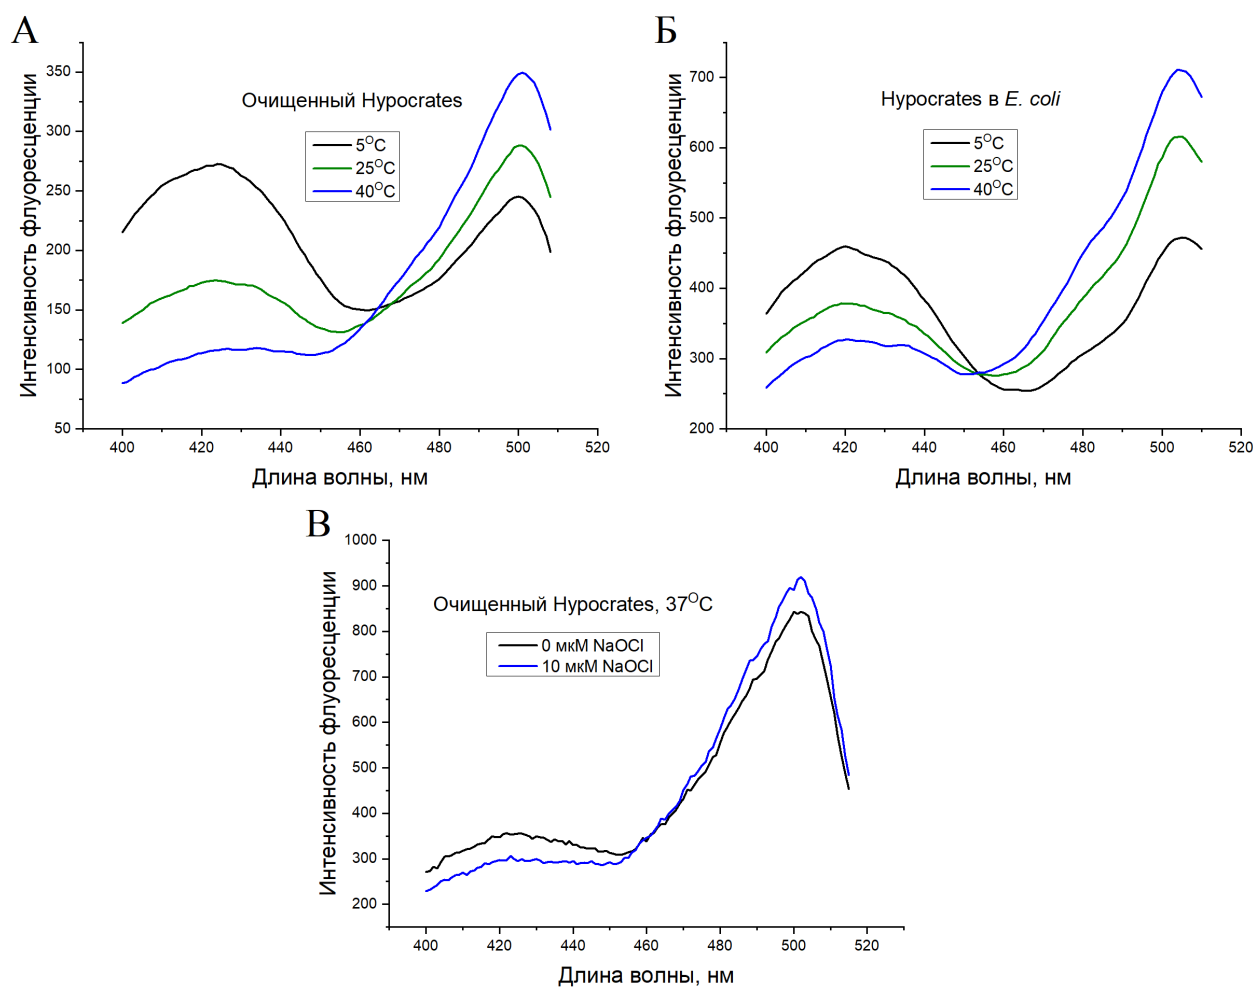 А
Интенсивность флуоресценции
350
300
250
200
150
100
50
Очищенный Hypocrates
5°C
25°C
40°C
400
420
440
460
480
500
520
Длина волны, нм
Б
Интенсивность флоуресценции
700
600
500
400
300
200
Hypocrates в E. coli
5°C
25°C
40°C
400
420
440
460
480
500
520
Длина волны, нм
В
Интенсивность флуоресценции
1000
900
800
700
600
500
400
300
200
Очищенный Hypocrates, 37°C
0 мкМ NaOCl
10 мкМ NaOCl
400
420
440
460
480
500
520
Длина волны, нм